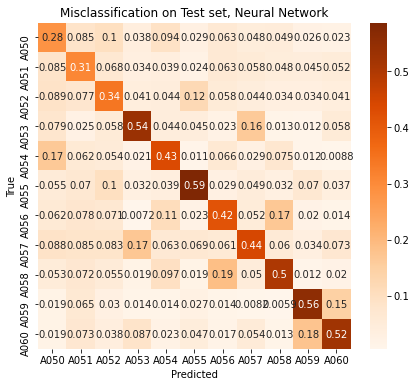 Misclassification on Test set, Neural Network
True
A050 0.28 0.085 0.1 0.038 0.094 0.029 0.063 0.048 0.049 0.026 0.023
A051 0.085 0.31 0.068 0.034 0.039 0.024 0.063 0.058 0.048 0.045 0.052
A052 0.089 0.077 0.34 0.041 0.044 0.12 0.058 0.044 0.034 0.034 0.041
A053 0.079 0.025 0.058 0.54 0.044 0.045 0.023 0.16 0.013 0.012 0.058
A054 0.17 0.062 0.054 0.021 0.43 0.011 0.066 0.029 0.075 0.012 0.0088
A055 0.055 0.07 0.1 0.032 0.039 0.59 0.029 0.049 0.032 0.07 0.037
A056 0.062 0.078 0.071 0.0072 0.11 0.023 0.42 0.052 0.17 0.02 0.014
A057 0.088 0.085 0.083 0.17 0.063 0.069 0.061 0.44 0.06 0.034 0.073
A058 0.053 0.072 0.055 0.019 0.097 0.019 0.19 0.05 0.5 0.012 0.02
A059 0.019 0.065 0.03 0.014 0.014 0.027 0.014 0.0082 0.0059 0.56 0.15
A060 0.019 0.073 0.038 0.087 0.023 0.047 0.017 0.054 0.013 0.18 0.52
A050 A051 A052 A053 A054 A055 A056 A057 A058 A059 A060
Predicted
0.5
0.4
0.3
0.2
0.1